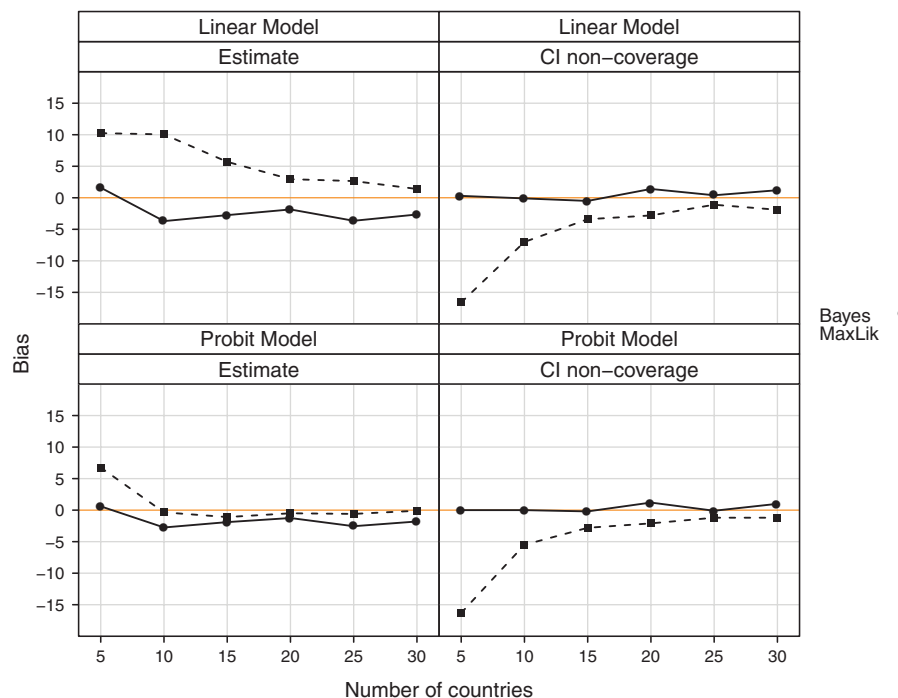 Linear Model
Linear Model
Estimate
CI non−coverage
15
10
5
0
−5
−10
−15
Probit Model
Probit Model
Estimate
CI non−coverage
15
10
5
0
−5
−10
−15
5 10 15 20 25 30
5 10 15 20 25 30
Number of countries
Bias
Bayes
MaxLik